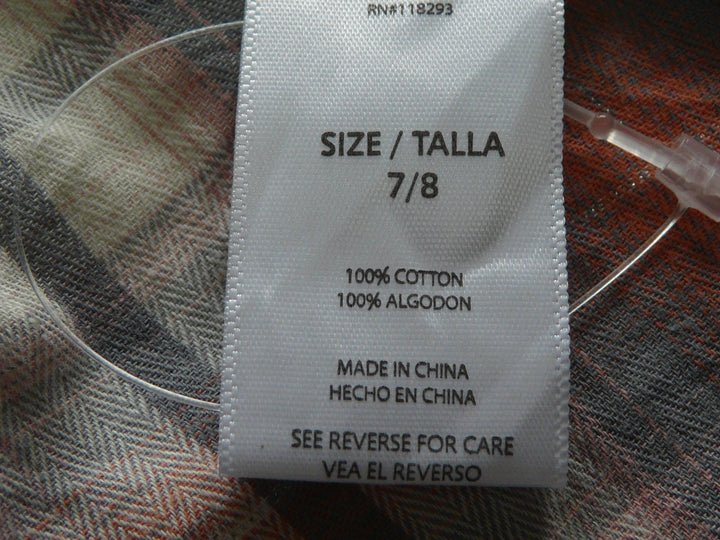 RN#118293
SIZE / TALLA
7/8
100% COTTON
100% ALGODON
MADE IN CHINA
HECHO EN CHINA
SEE REVERSE FOR CARE
VEA EL REVERSO